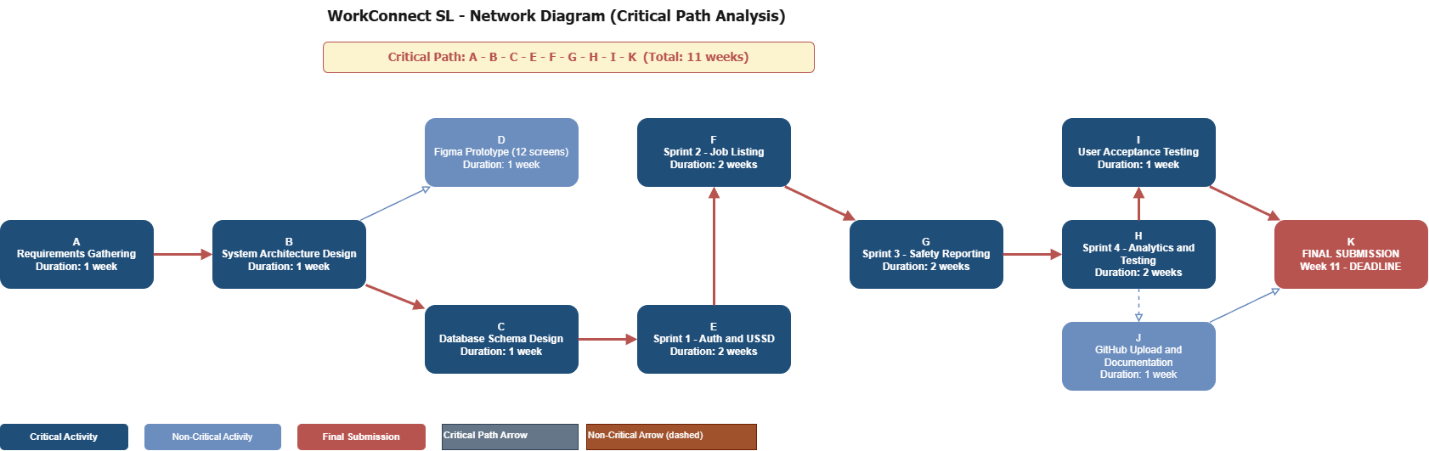 WorkConnect SL - Network Diagram (Critical Path Analysis)
Critical Path: A - B - C - E - F - G - H - I - K (Total: 11 weeks)
D
Figma Prototype (12 screens)
Duration: 1 week
F
Sprint 2 - Job Listing
Duration: 2 weeks
I
User Acceptance Testing
Duration: 1 week
A
Requirements Gathering
Duration: 1 week
B
System Architecture Design
Duration: 1 week
G
Sprint 3 - Safety Reporting
Duration: 2 weeks
H
Sprint 4 - Analytics and
Testing
Duration: 2 weeks
K
FINAL SUBMISSION
Week 11 - DEADLINE
C
Database Schema Design
Duration: 1 week
E
Sprint 1 - Auth and USSD
Duration: 2 weeks
J
GitHub Upload and
Documentation
Duration: 1 week
Critical Activity
Non-Critical Activity
Final Submission
Critical Path Arrow
Non-Critical Arrow (dashed)